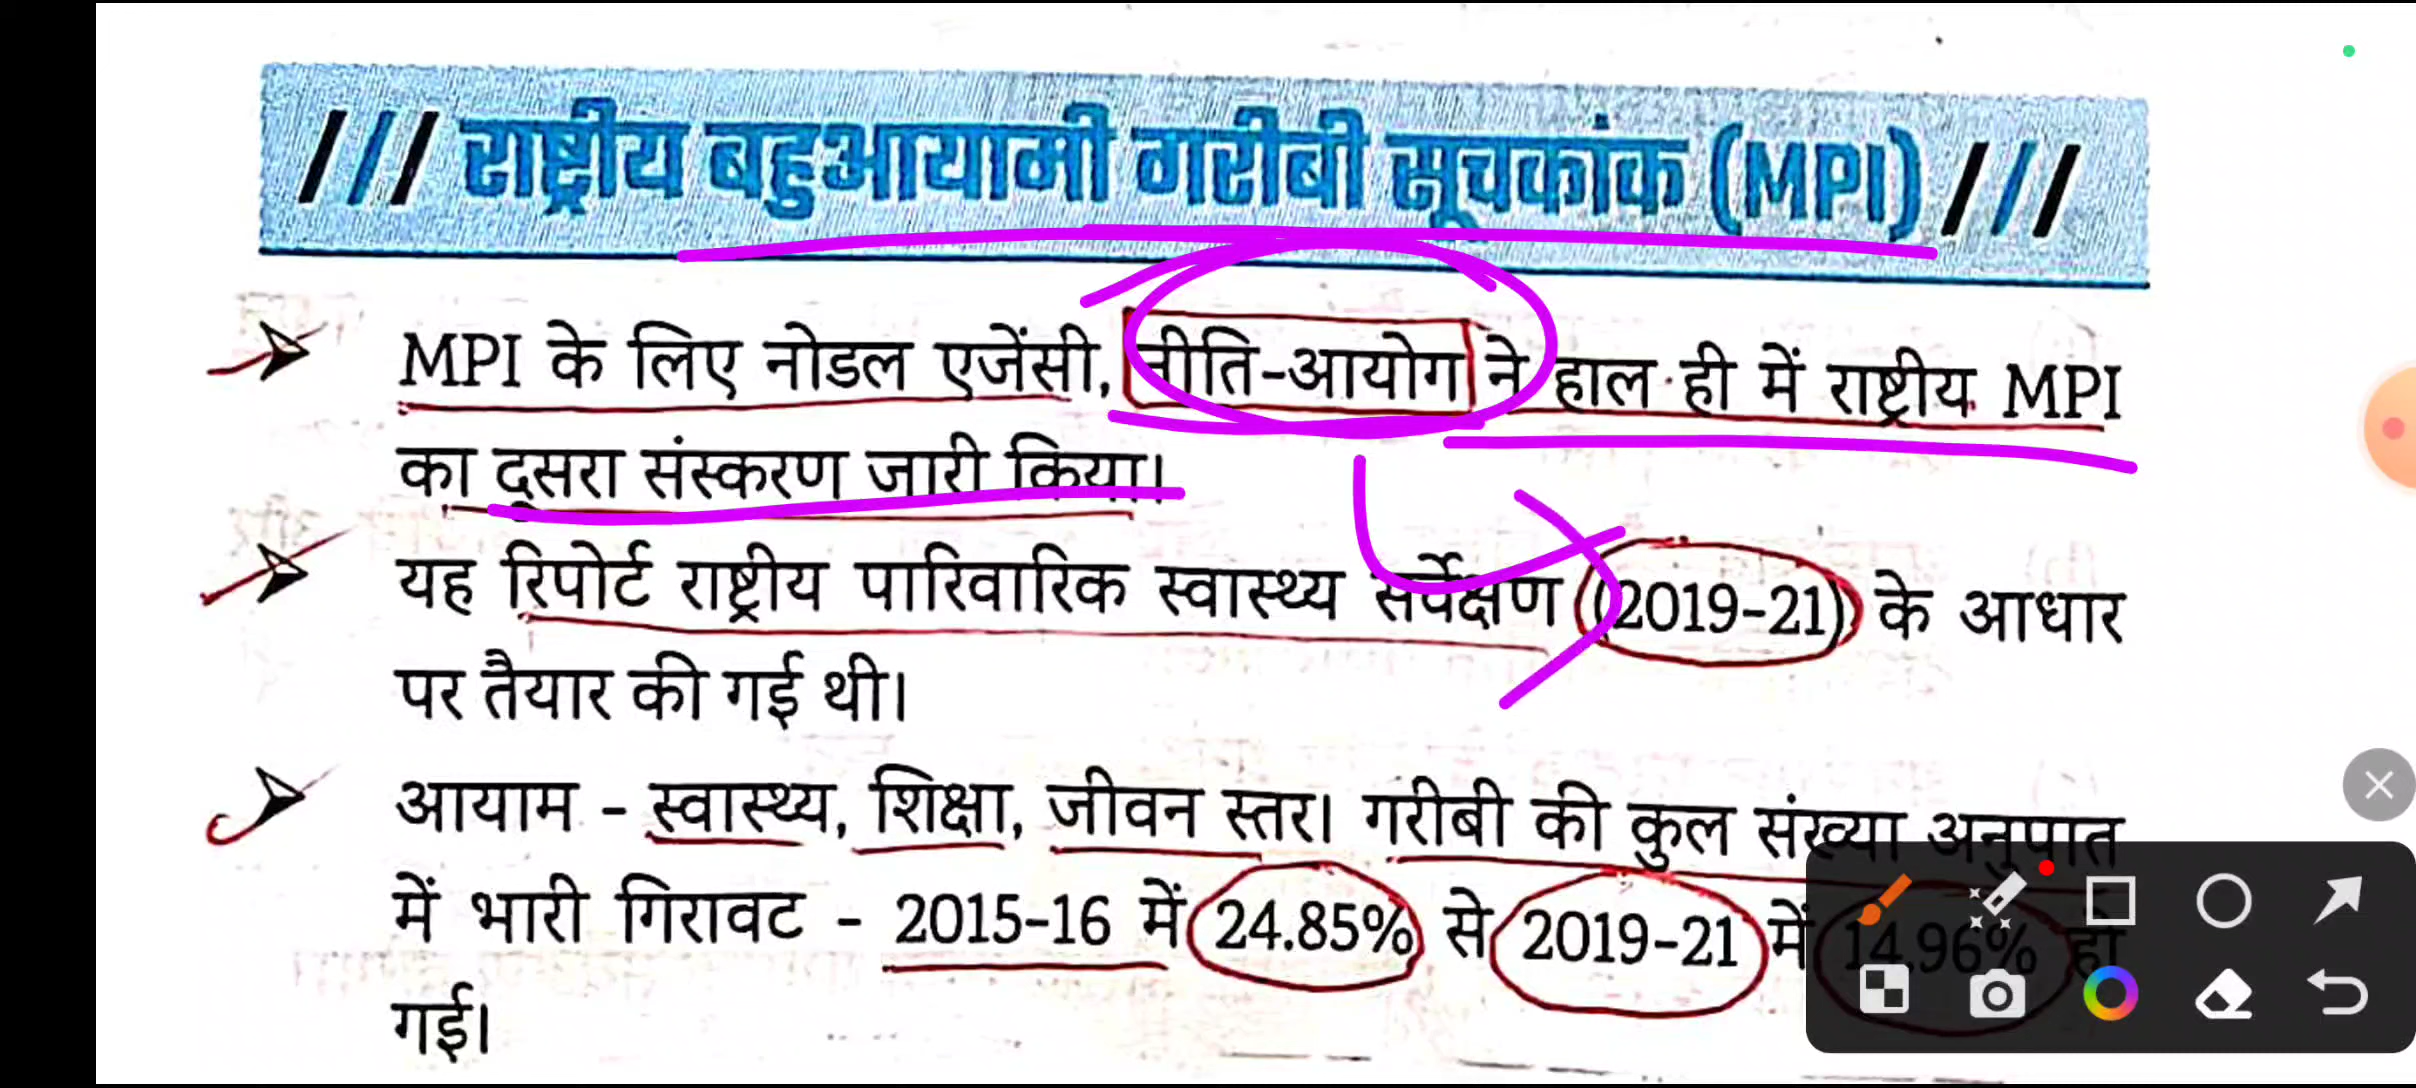 राष्ट्रीय बहुआयामी गरीबी सूचकांक (MPI)
MPI के लिए नोडल एजेंसी, नीति-आयोग ने हाल ही में राष्ट्रीय MPI
का दूसरा संस्करण जारी किया।
यह रिपोर्ट राष्ट्रीय पारिवारिक स्वास्थ्य सर्वेक्षण (2019-21) के आधार
पर तैयार की गई थी।
आयाम - स्वास्थ्य, शिक्षा, जीवन स्तर। गरीबी की कुल संख्या अनुपात
में भारी गिरावट - 2015-16 में 24.85% से 2019-21 में 14.96% हो
गई।